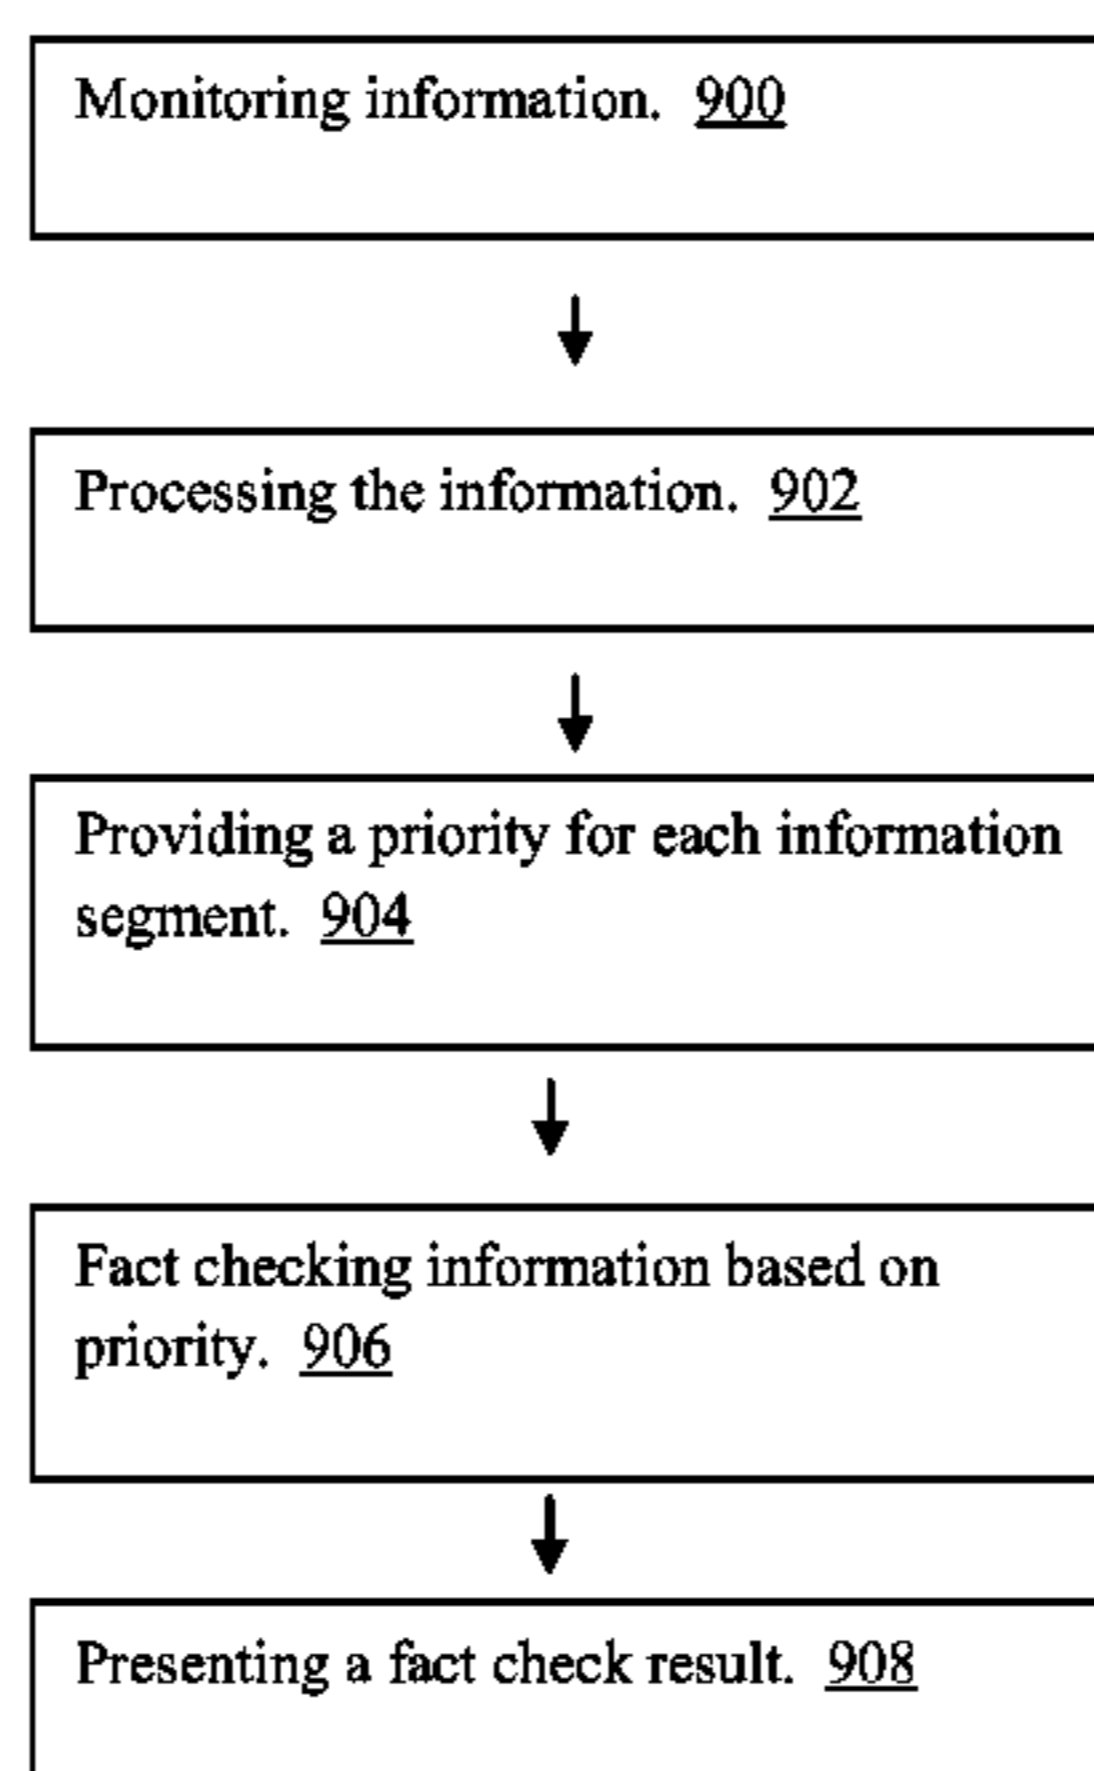 Monitoring information. 900
Processing the information. 902
Providing a priority for each information
segment. 904
Fact checking information based on
priority. 906
Presenting a fact check result. 908